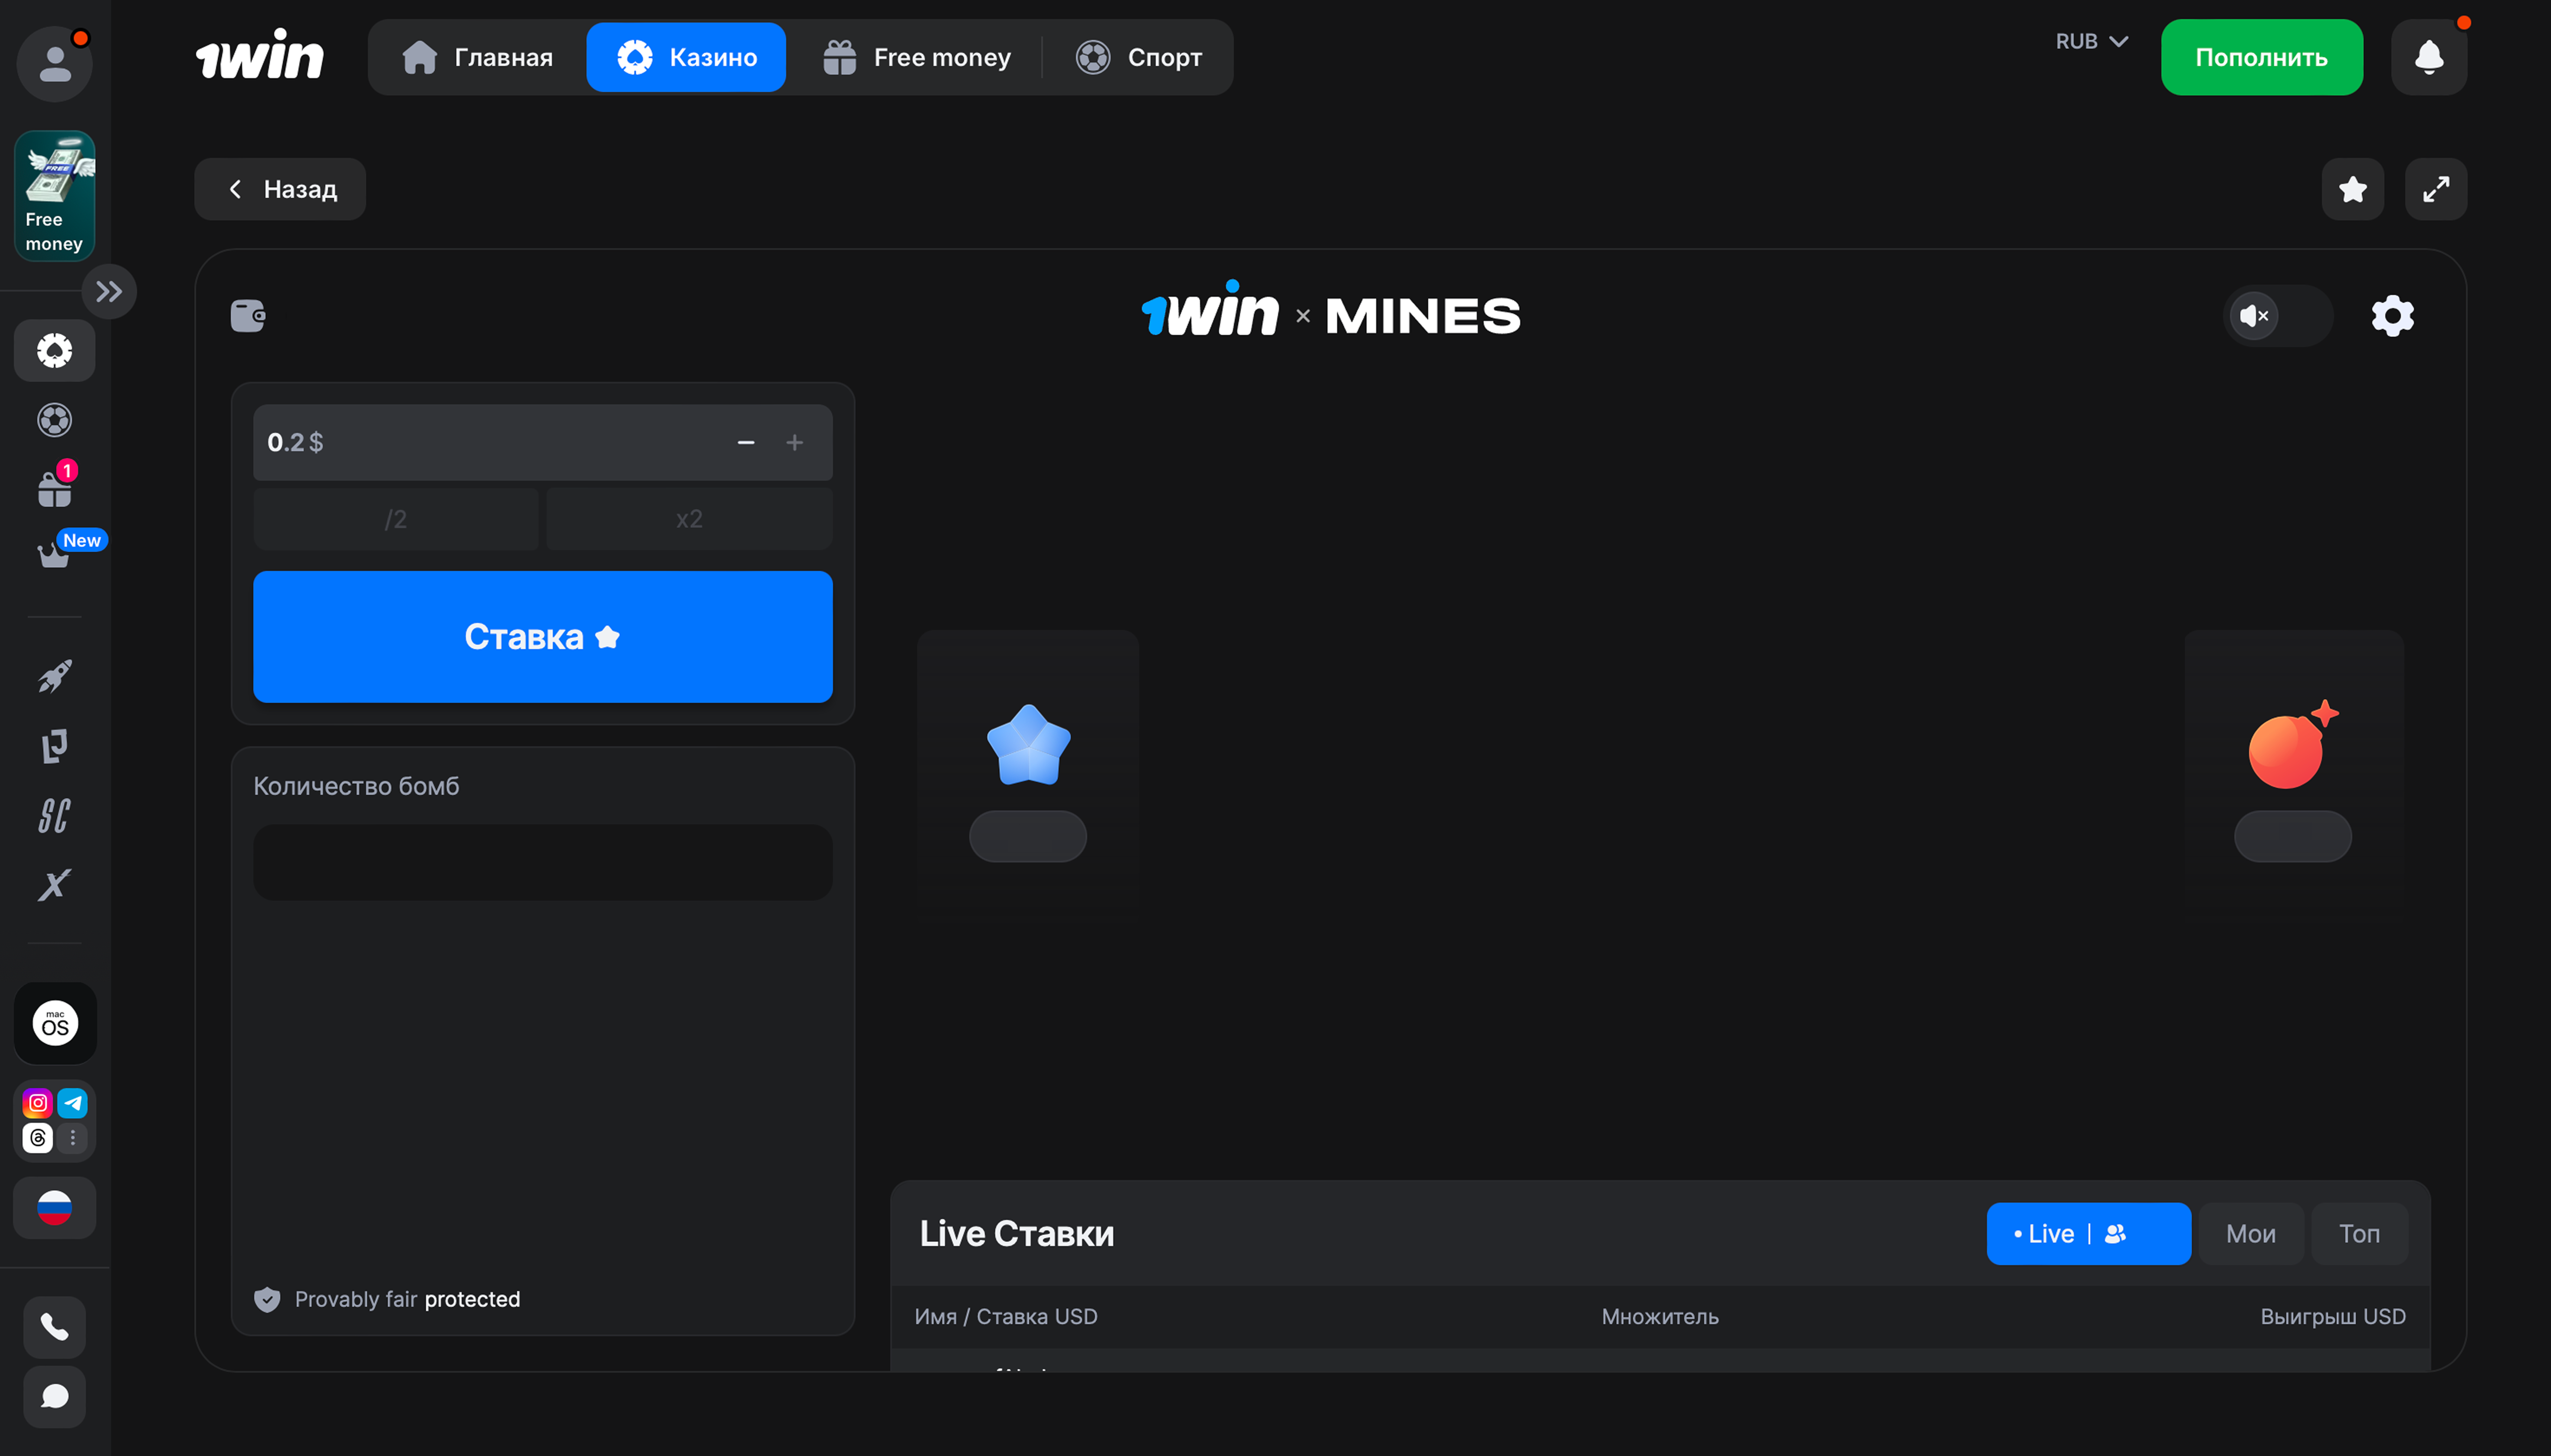 1win
Главная
Казино
Free money
Спорт
RUB
Пополнить
FREE
Free
money
Назад
1win × MINES
0.2 $
/2
x2
1
New
Ставка
Количество бомб
mac
OS
Live Ставки
• Live |
Мои
Топ
Provably fair protected
Имя / Ставка USD
Множитель
Выигрыш USD